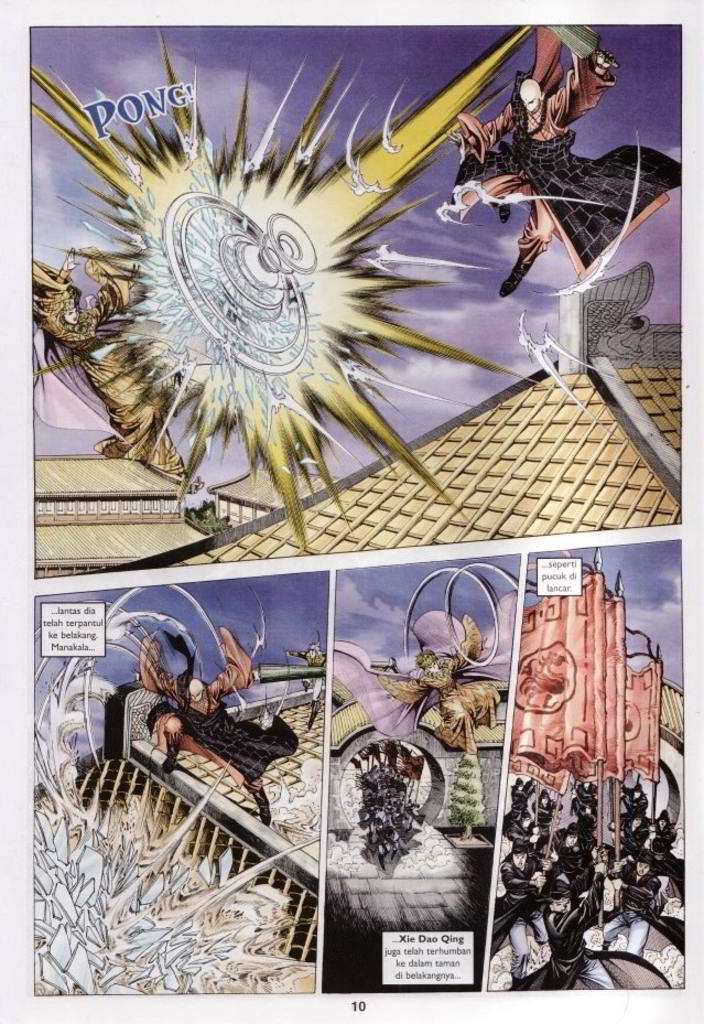 PONG!
...lantas dia
telah terpantul
ke belakang.
Manakala...
...Xie Dao Qing
juga telah terhumban
ke dalam taman
di belakangnya...
...seperti
pucuk di
lancar.
10